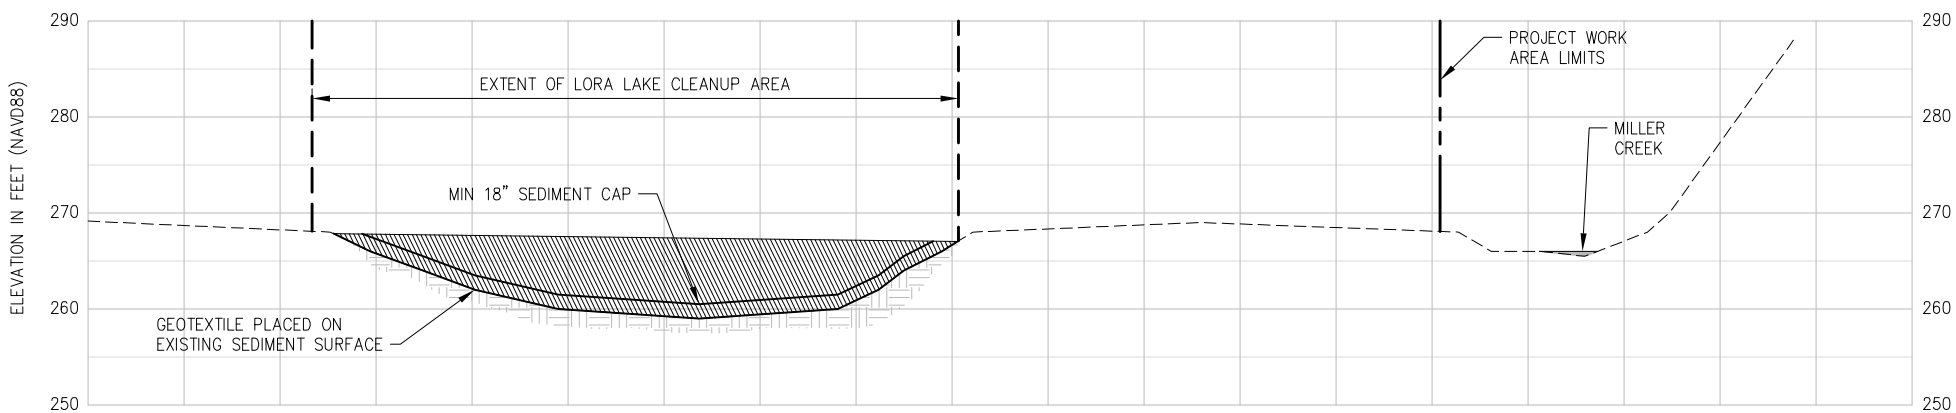 290
280
270
260
250
ELEVATION IN FEET (NAVD88)
EXTENT OF LORA LAKE CLEANUP AREA
MIN 18" SEDIMENT CAP
GEOTEXTILE PLACED ON
EXISTING SEDIMENT SURFACE
PROJECT WORK
AREA LIMITS
MILLER
CREEK
290
280
270
260
250